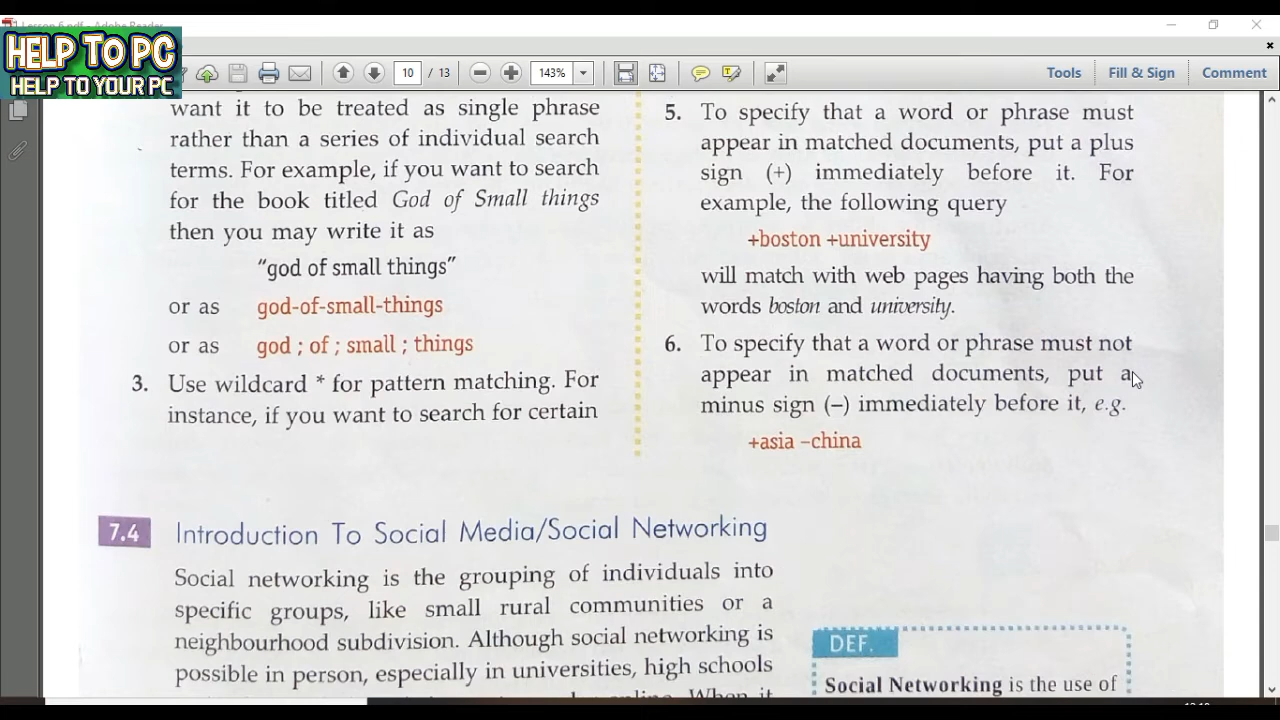 Lesson 6.pdf - Adobe Reader
HELP TO PC
HELP TO YOUR PC
10 / 13
143%
Tools
Fill & Sign
Comment
want it to be treated as single phrase
rather than a series of individual search
terms. For example, if you want to search
for the book titled God of Small things
then you may write it as
"god of small things"
or as god-of-small-things
or as god ; of ; small ; things
3. Use wildcard * for pattern matching. For
instance, if you want to search for certain
5. To specify that a word or phrase must
appear in matched documents, put a plus
sign (+) immediately before it. For
example, the following query
+boston +university
will match with web pages having both the
words boston and university.
6. To specify that a word or phrase must not
appear in matched documents, put a
minus sign (–) immediately before it, e.g.
+asia –china
7.4 Introduction To Social Media/Social Networking
Social networking is the grouping of individuals into
specific groups, like small rural communities or a
neighbourhood subdivision. Although social networking is
possible in person, especially in universities, high schools
online. When it
DEF.
Social Networking is the use of